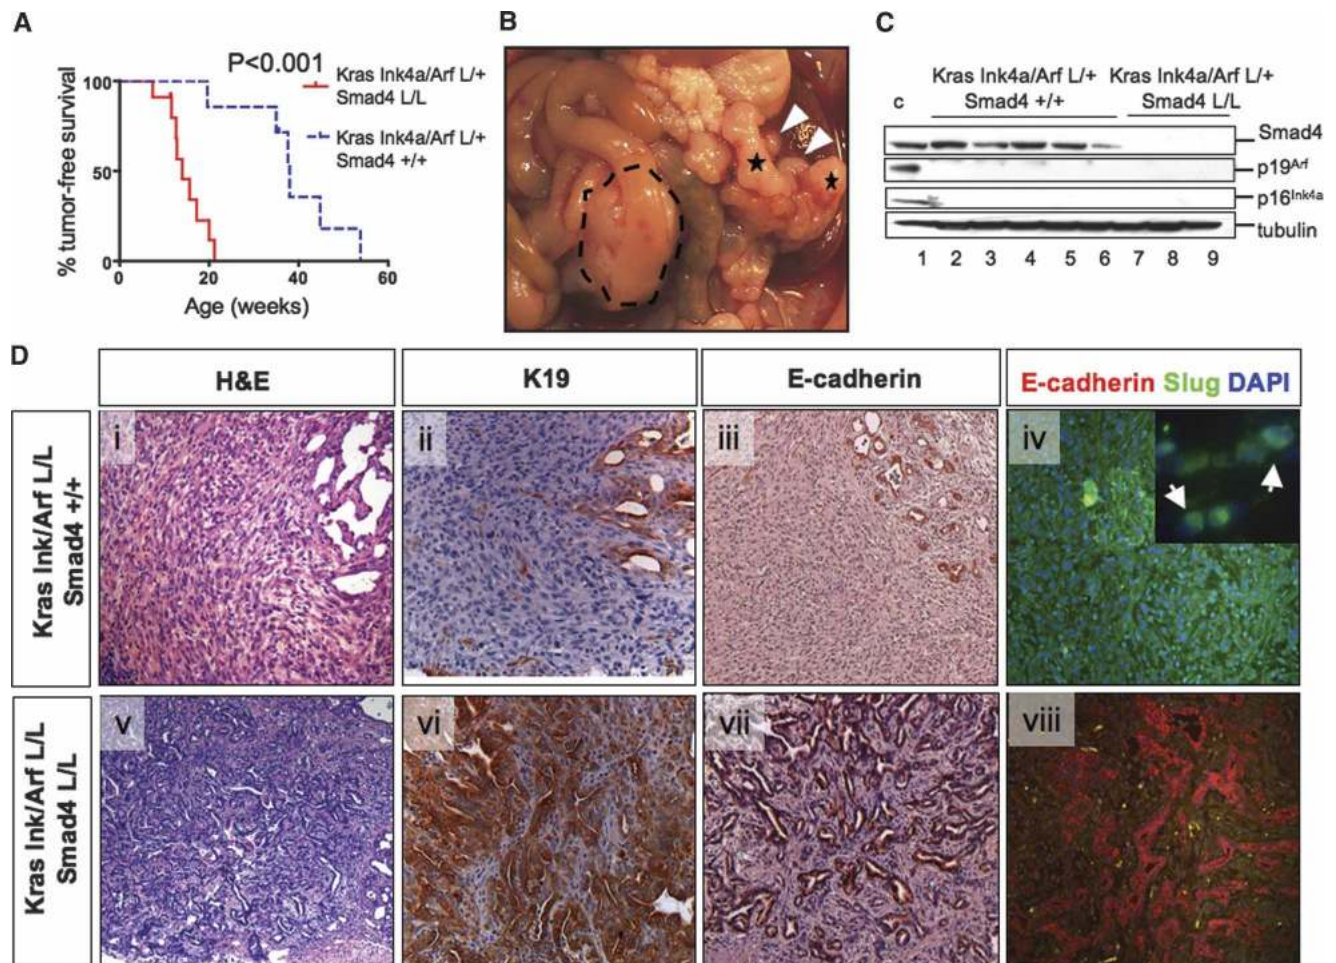 A
P<0.001
% tumor-free survival
100
50
0
0
20
40
60
Age (weeks)
Kras Ink4a/Arf L/+
Smad4 L/L
Kras Ink4a/Arf L/+
Smad4 +/+
B
C
Kras Ink4a/Arf L/+ Kras Ink4a/Arf L/+
c Smad4 +/+ Smad4 L/L
Smad4
p19Arf
p16Ink4a
tubulin
1 2 3 4 5 6 7 8 9
D
H&E
K19
E-cadherin
E-cadherin Slug DAPI
Kras Ink/Arf L/L
Smad4 +/+
i
ii
iii
iv
Kras Ink/Arf L/L
Smad4 L/L
v
vi
vii
viii